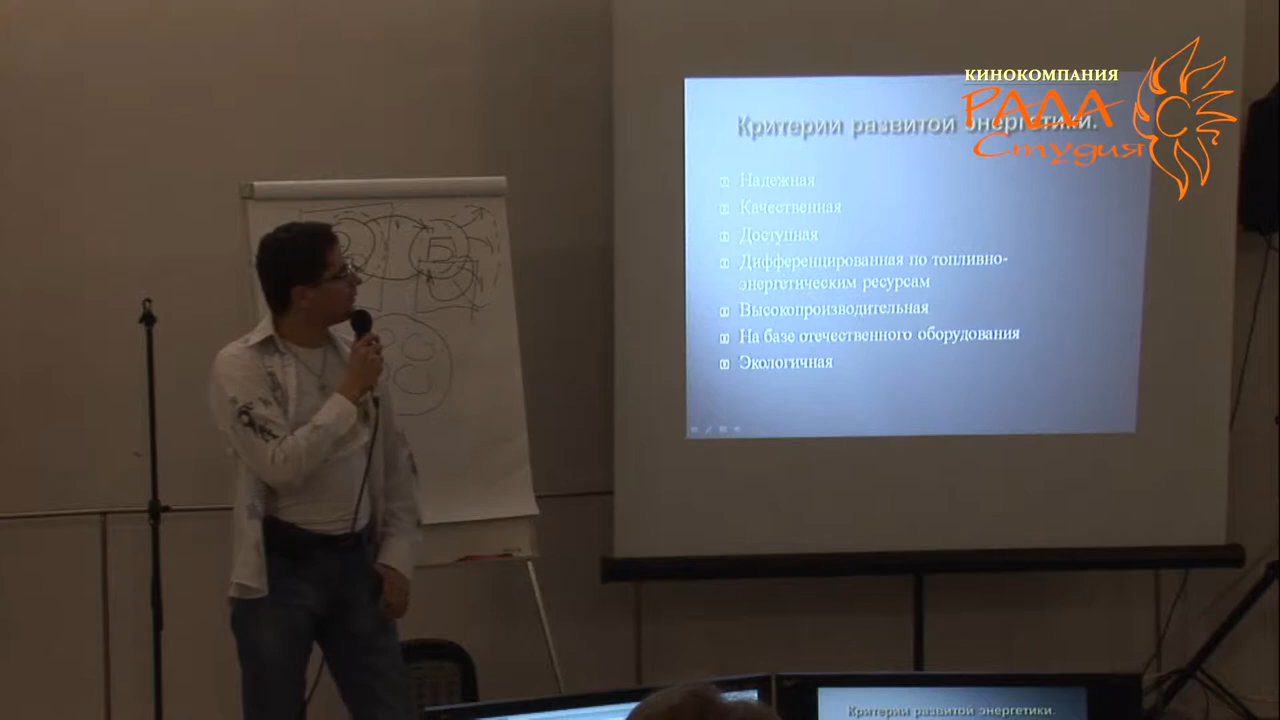 КИНОКОМПАНИЯ
РАДА
Студия
Критерии развитой энергетики.
Надежная
Качественная
Доступная
Дифференцированная по топливно-
энергетическим ресурсам
Высокопроизводительная
На базе отечественного оборудования
Экологичная
Критерии развитой энергетики.